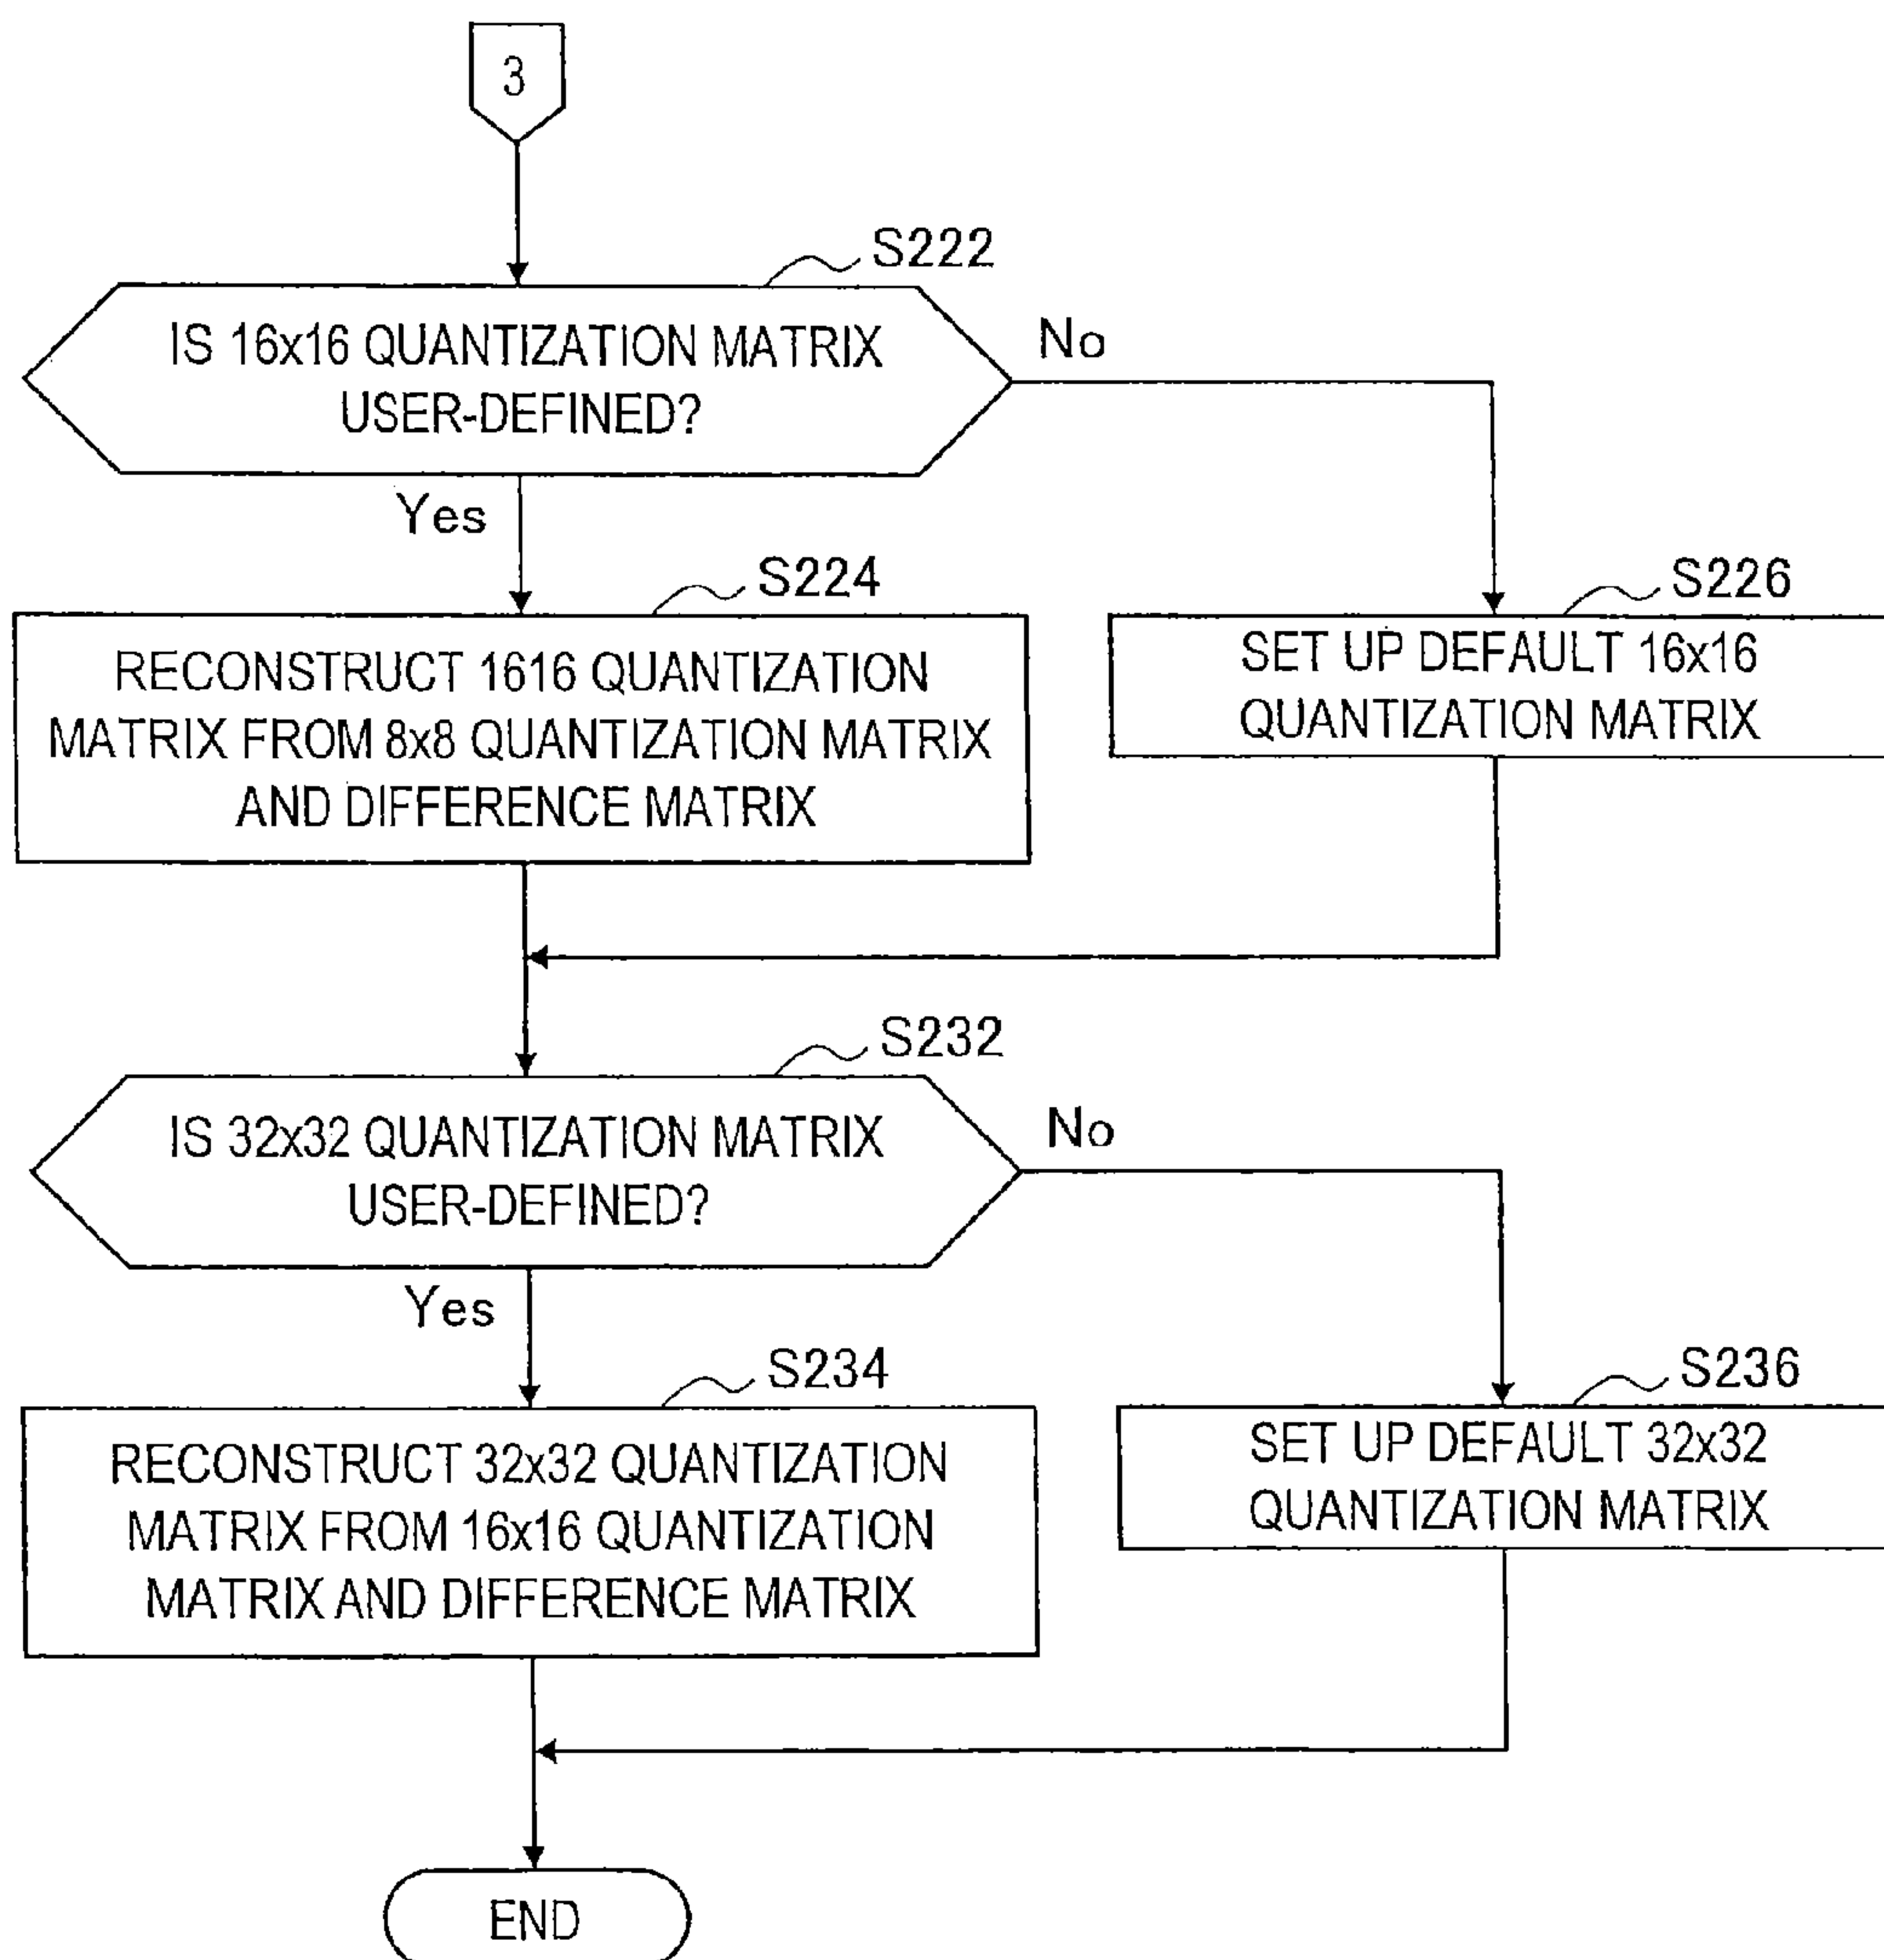 3
S222
IS 16x16 QUANTIZATION MATRIX
USER-DEFINED?
No
Yes
S224
RECONSTRUCT 1616 QUANTIZATION
MATRIX FROM 8x8 QUANTIZATION MATRIX
AND DIFFERENCE MATRIX
S226
SET UP DEFAULT 16x16
QUANTIZATION MATRIX
S232
IS 32x32 QUANTIZATION MATRIX
USER-DEFINED?
No
Yes
S234
RECONSTRUCT 32x32 QUANTIZATION
MATRIX FROM 16x16 QUANTIZATION
MATRIX AND DIFFERENCE MATRIX
S236
SET UP DEFAULT 32x32
QUANTIZATION MATRIX
END